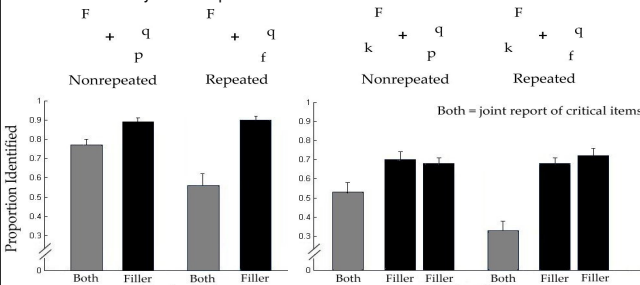 F
+
q
p
Nonrepeated
F
+
q
f
Repeated
F
+
q
k
p
Nonrepeated
F
+
q
k
f
Repeated
Both = joint report of critical items
Proportion Identified
1
0.9
0.8
0.7
0.6
0.5
0.4
0.3
0
Both Filler Both Filler
1
0.9
0.8
0.7
0.6
0.5
0.4
0.3
0
Both Filler Filler Both Filler Filler